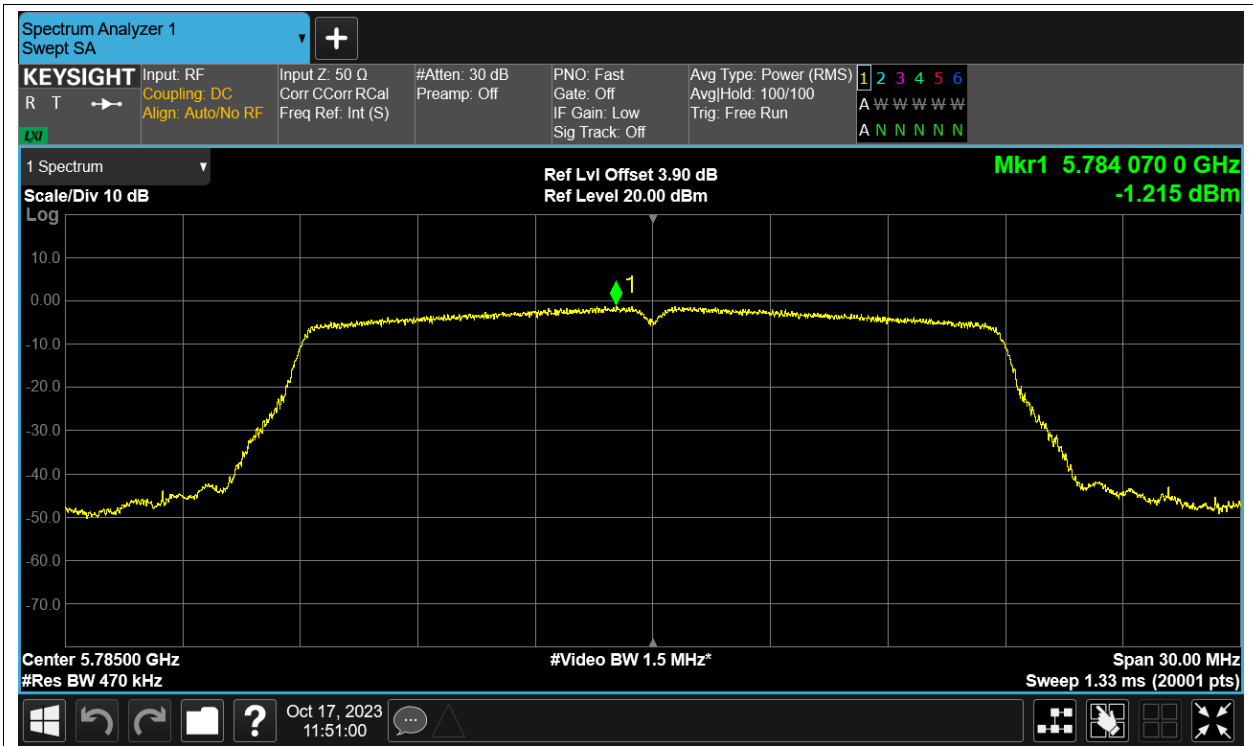 Spectrum Analyzer 1
Swept SA
▼
+
KEYSIGHT
R T
LXI
Input: RF
Coupling: DC
Align: Auto/No RF
Input Z: 50 Ω
Corr CCorr RCal
Freq Ref: Int (S)
#Atten: 30 dB
Preamp: Off
PNO: Fast
Gate: Off
IF Gain: Low
Sig Track: Off
Avg Type: Power (RMS)
Avg|Hold: 100/100
Trig: Free Run
1 2 3 4 5 6
A W W W W W
A N N N N N
1 Spectrum ▼
Scale/Div 10 dB
Log
Ref Lvl Offset 3.90 dB
Ref Level 20.00 dBm
Mkr1 5.784 070 0 GHz
-1.215 dBm
10.0
0.00
-10.0
-20.0
-30.0
-40.0
-50.0
-60.0
-70.0
1
Center 5.78500 GHz
#Res BW 470 kHz
#Video BW 1.5 MHz*
Span 30.00 MHz
Sweep 1.33 ms (20001 pts)
?
Oct 17, 2023
11:51:00